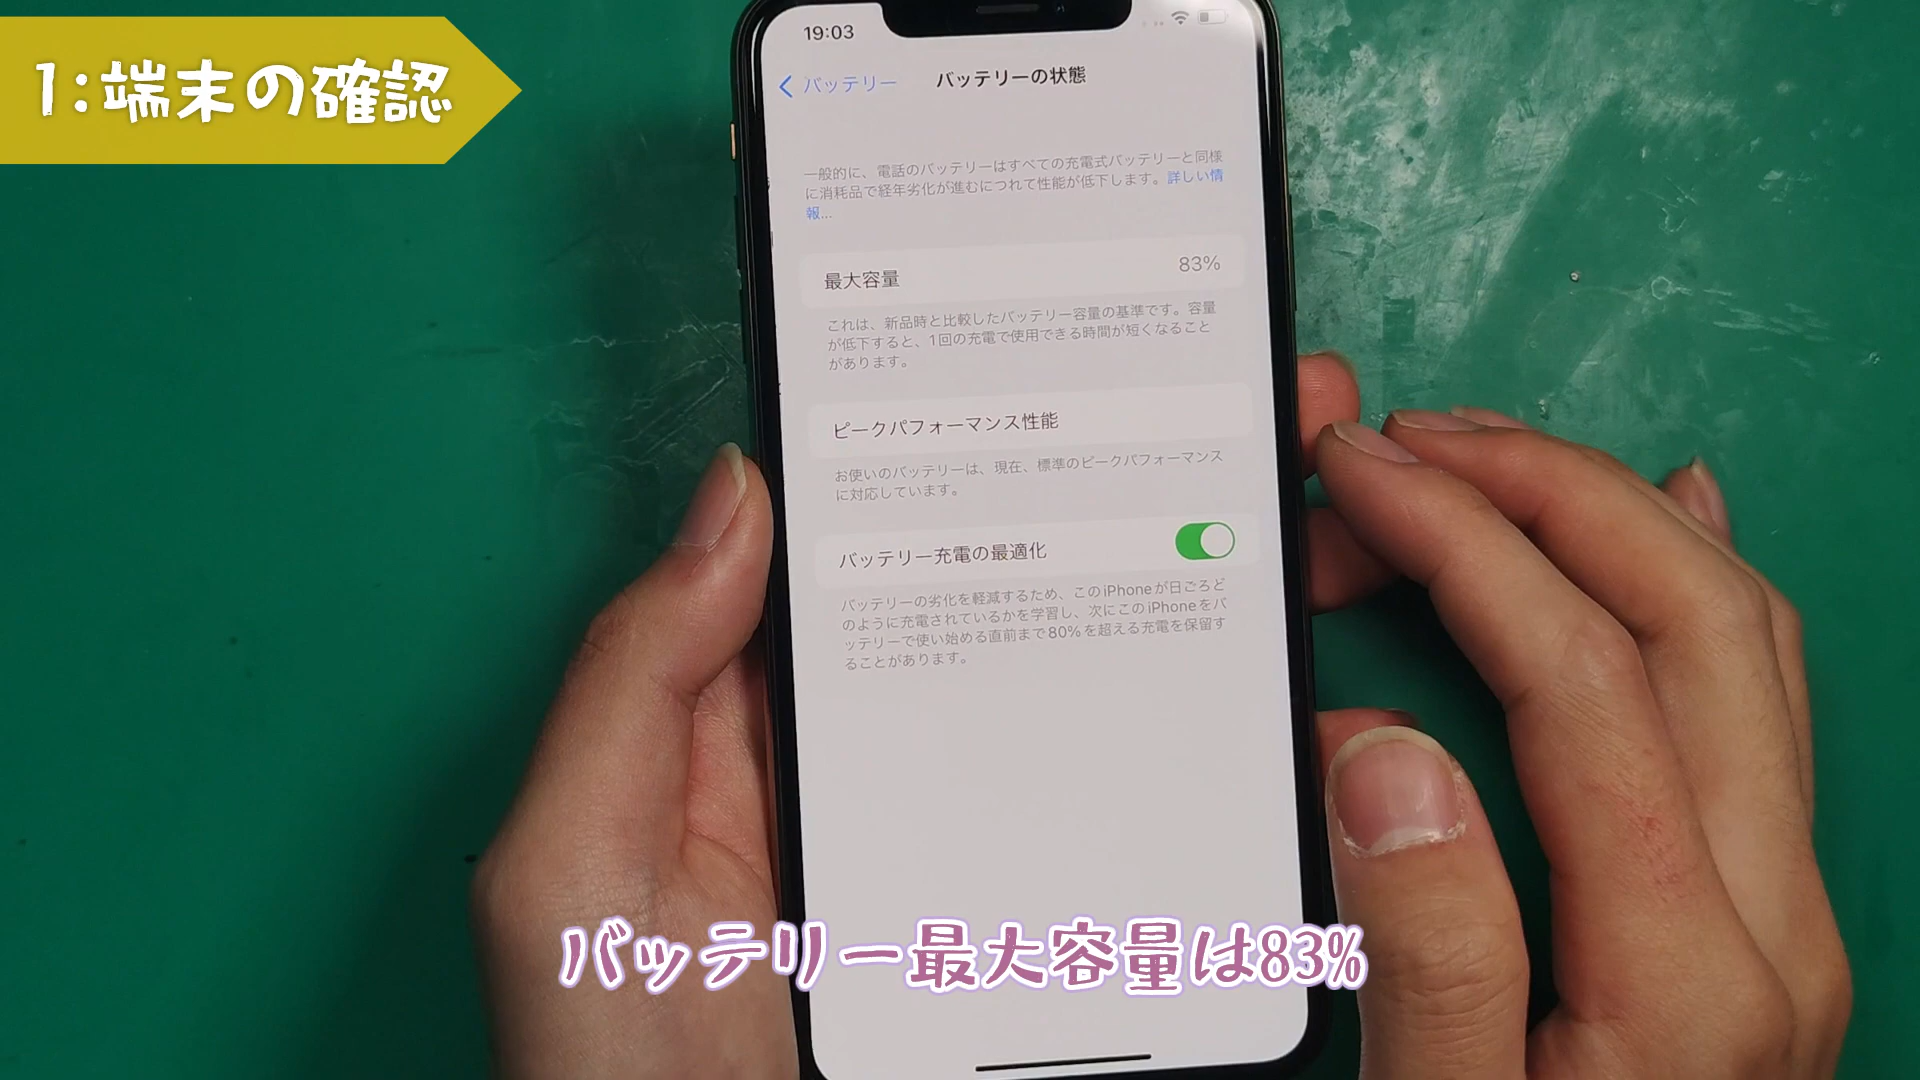 1:端末の確認
19:03
バッテリー
バッテリーの状態
一般的に、電話のバッテリーはすべての充電式バッテリーと同様
に消耗品で経年劣化が進むにつれて性能が低下します。詳しい情
報...
最大容量
83%
これは、新品時と比較したバッテリー容量の基準です。容量
が低下すると、1回の充電で使用できる時間が短くなること
があります。
ピークパフォーマンス性能
お使いのバッテリーは、現在、標準のピークパフォーマンス
に対応しています。
バッテリー充電の最適化
バッテリーの劣化を軽減するため、このiPhoneが日ごろど
のように充電されているかを学習し、次にこのiPhoneをバ
ッテリーで使い始める直前まで80%を超える充電を保留す
ることがあります。
バッテリー最大容量は83%